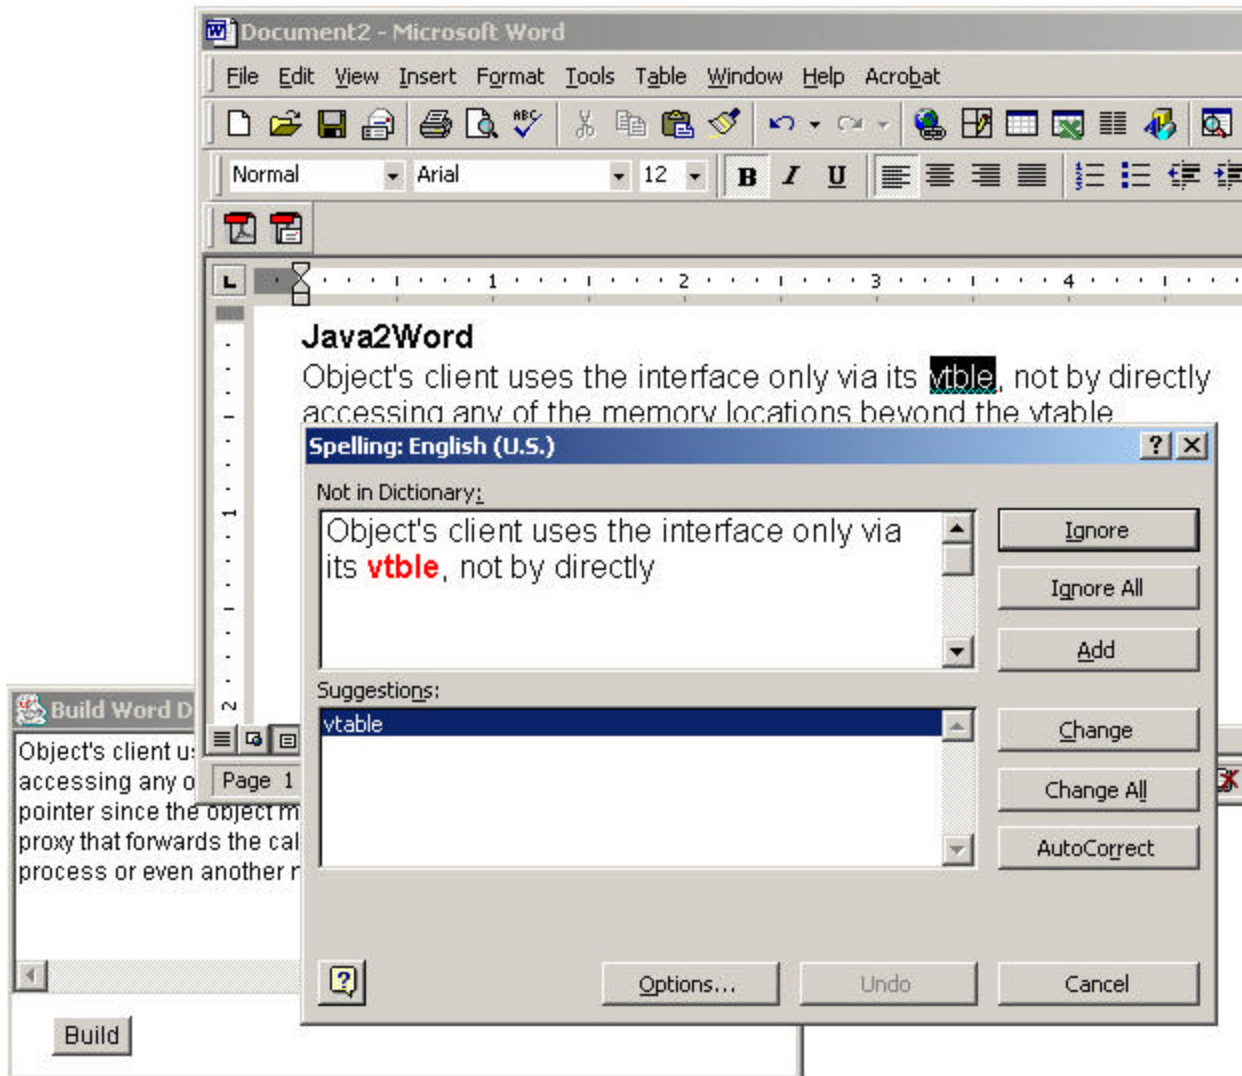 Document2 - Microsoft Word
File Edit View Insert Format Tools Table Window Help Acrobat
ABC
Normal Arial 12 B I U
L 1 2 3 4
Java2Word
Object's client uses the interface only via its vtble, not by directly
accessing any of the memory locations beyond the vtable
Spelling: English (U.S.)
Not in Dictionary:
Object's client uses the interface only via
its vtble, not by directly
Ignore
Ignore All
Add
Suggestions:
vtable
Change
Change All
AutoCorrect
Options... Undo Cancel
1
2
Page 1
Build Word D
Object's client u
accessing any o
pointer since the object m
proxy that forwards the cal
process or even another
Build